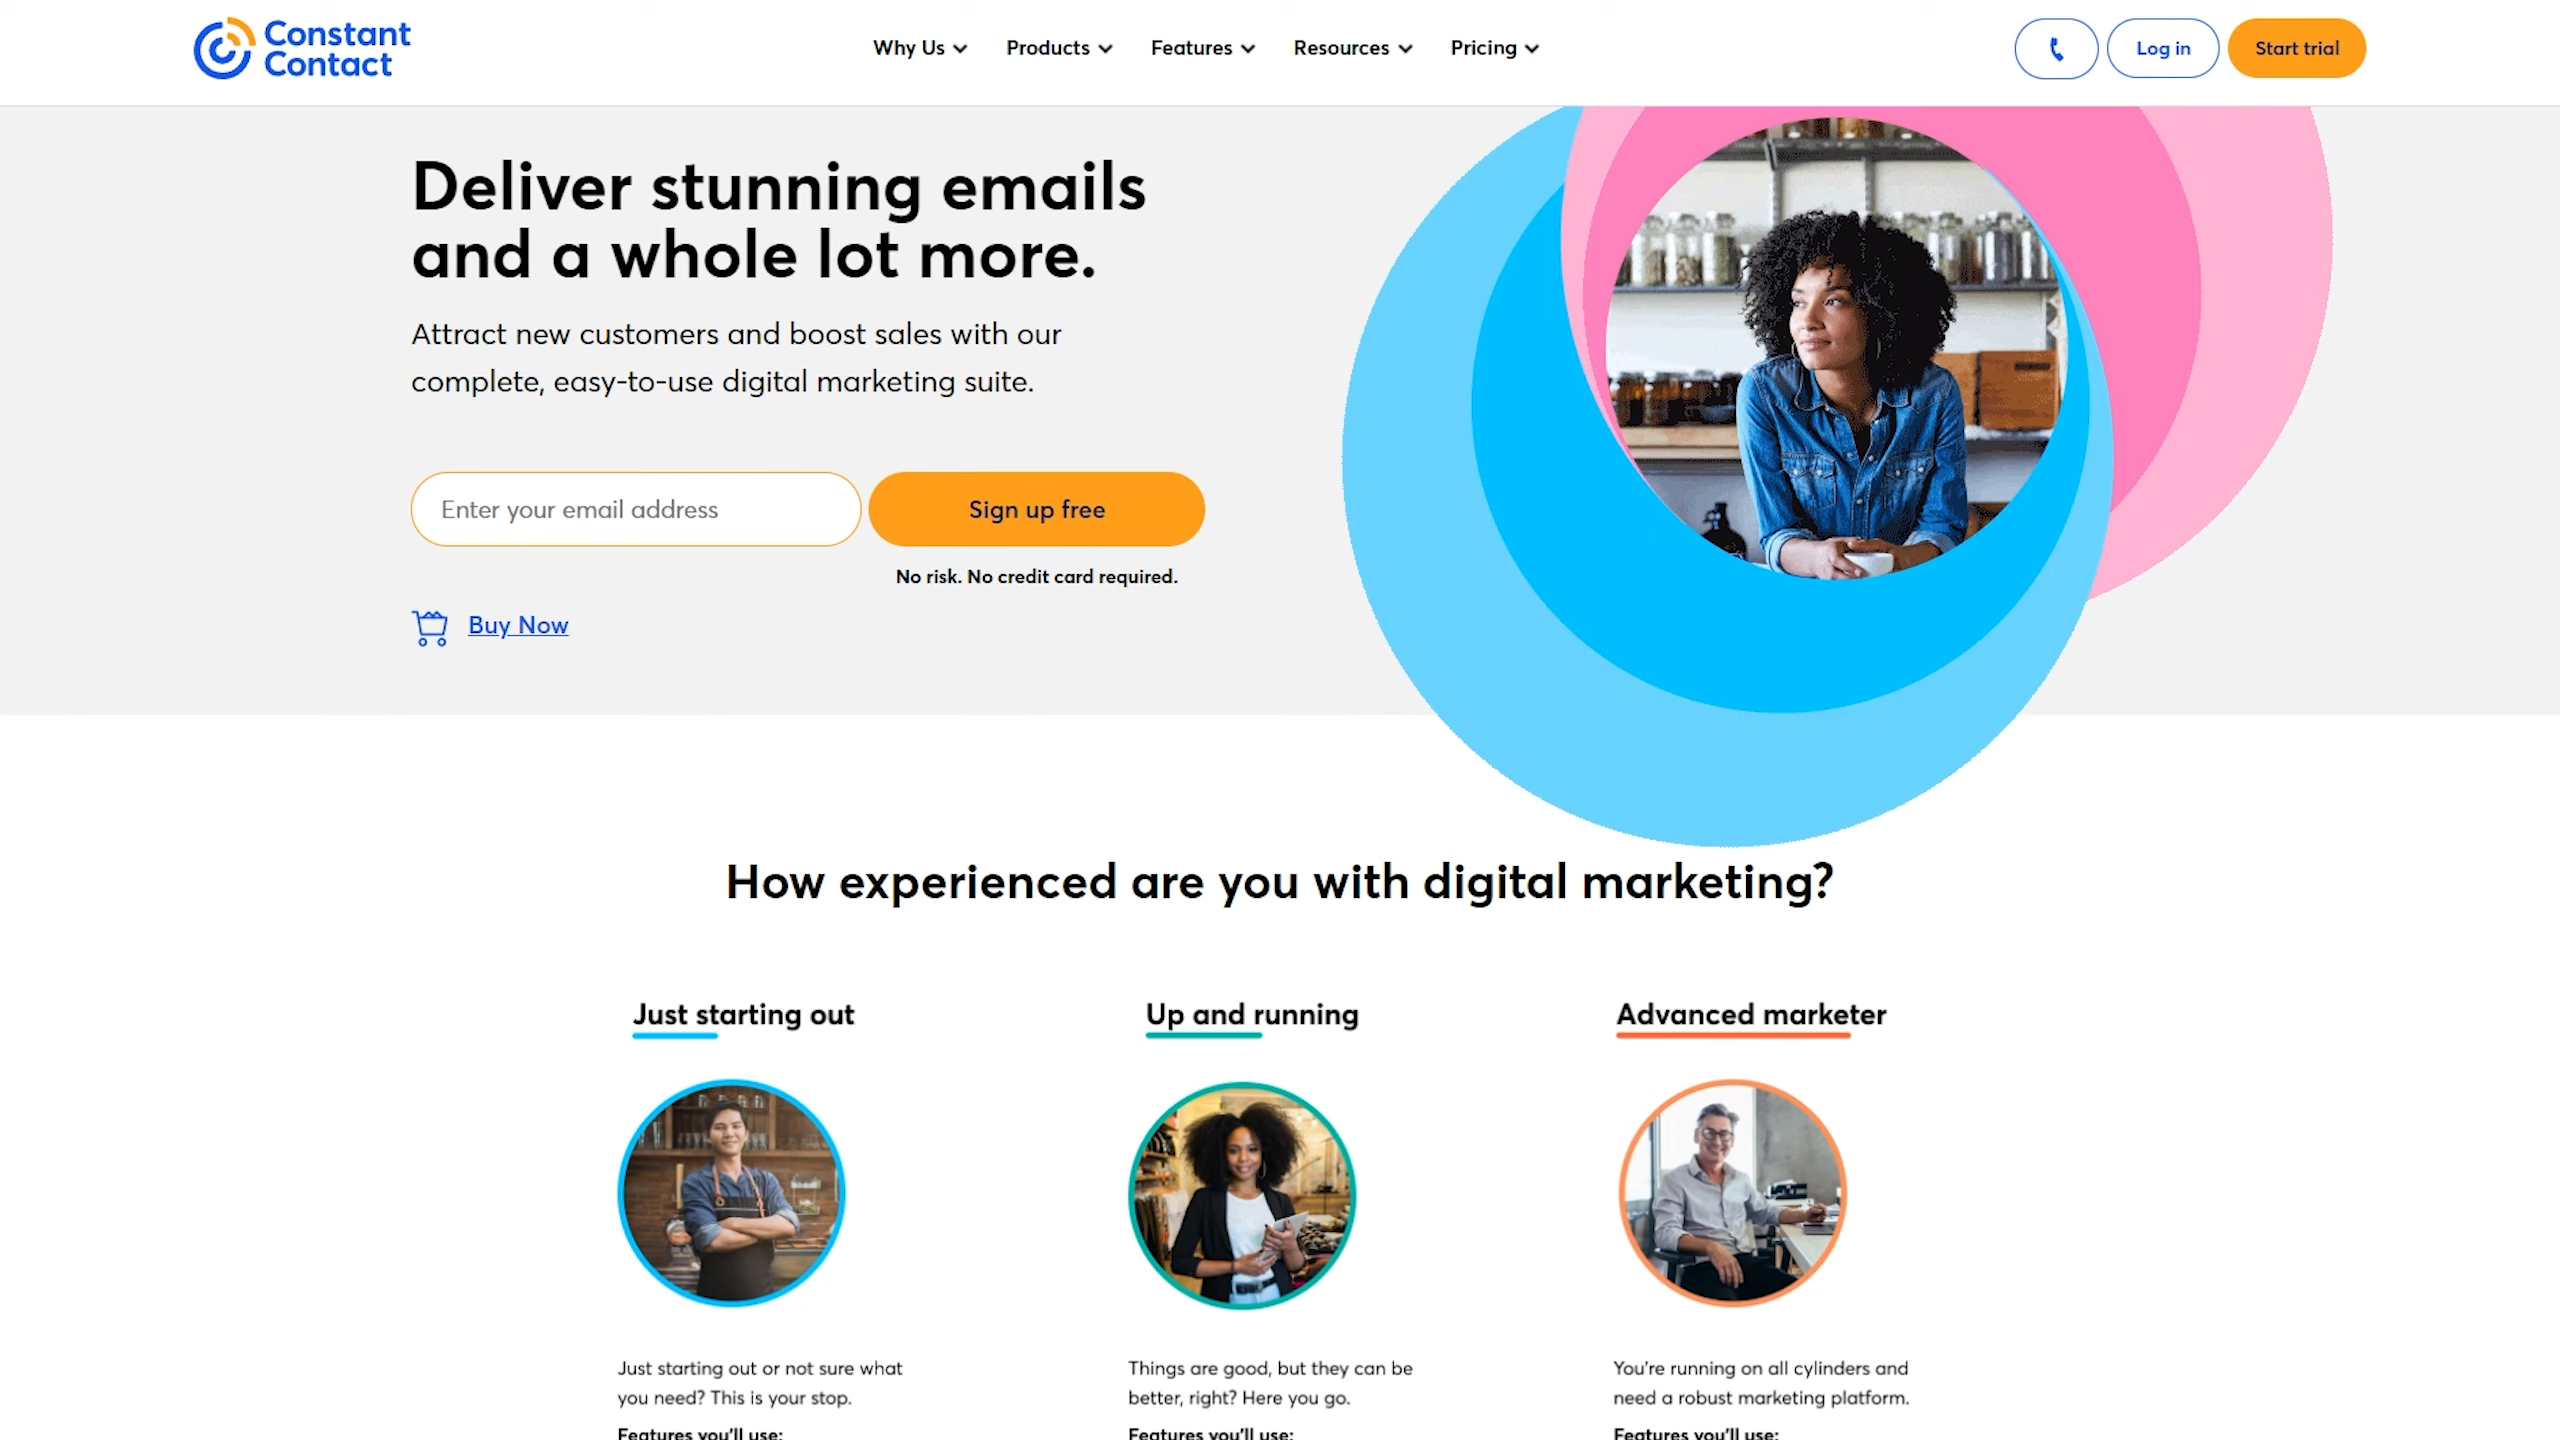 Constant
Contact
Why Us
Products
Features
Resources
Pricing
Log in
Start trial
Deliver stunning emails
and a whole lot more.
Attract new customers and boost sales with our
complete, easy-to-use digital marketing suite.
Enter your email address
Sign up free
No risk. No credit card required.
Buy Now
How experienced are you with digital marketing?
Just starting out
Up and running
Advanced marketer
Just starting out or not sure what
you need? This is your stop.
Features you'll use:
Things are good, but they can be
better, right? Here you go.
Features you'll use:
You're running on all cylinders and
need a robust marketing platform.
Features you'll use: